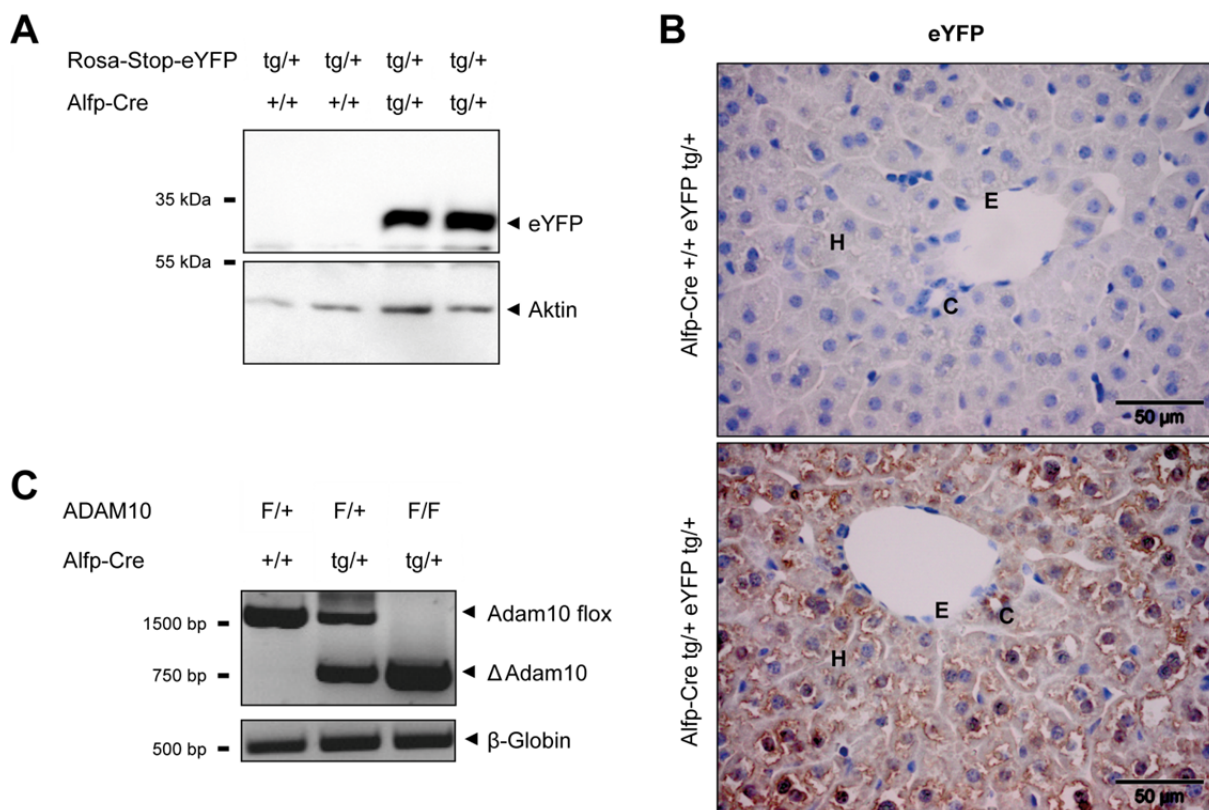 A
Rosa-Stop-eYFP tg/+ tg/+ tg/+ tg/+
Alfp-Cre +/+ +/+ tg/+ tg/+
35 kDa
eYFP
55 kDa
Aktin
B
eYFP
Alfp-Cre +/+ eYFP tg/+
E
H
C
50 µm
Alfp-Cre tg/+ eYFP tg/+
E
C
H
50 µm
C
ADAM10 F/+ F/+ F/F
Alfp-Cre +/+ tg/+ tg/+
Adam10 flox
1500 bp
750 bp
Δ Adam10
500 bp
β-Globin